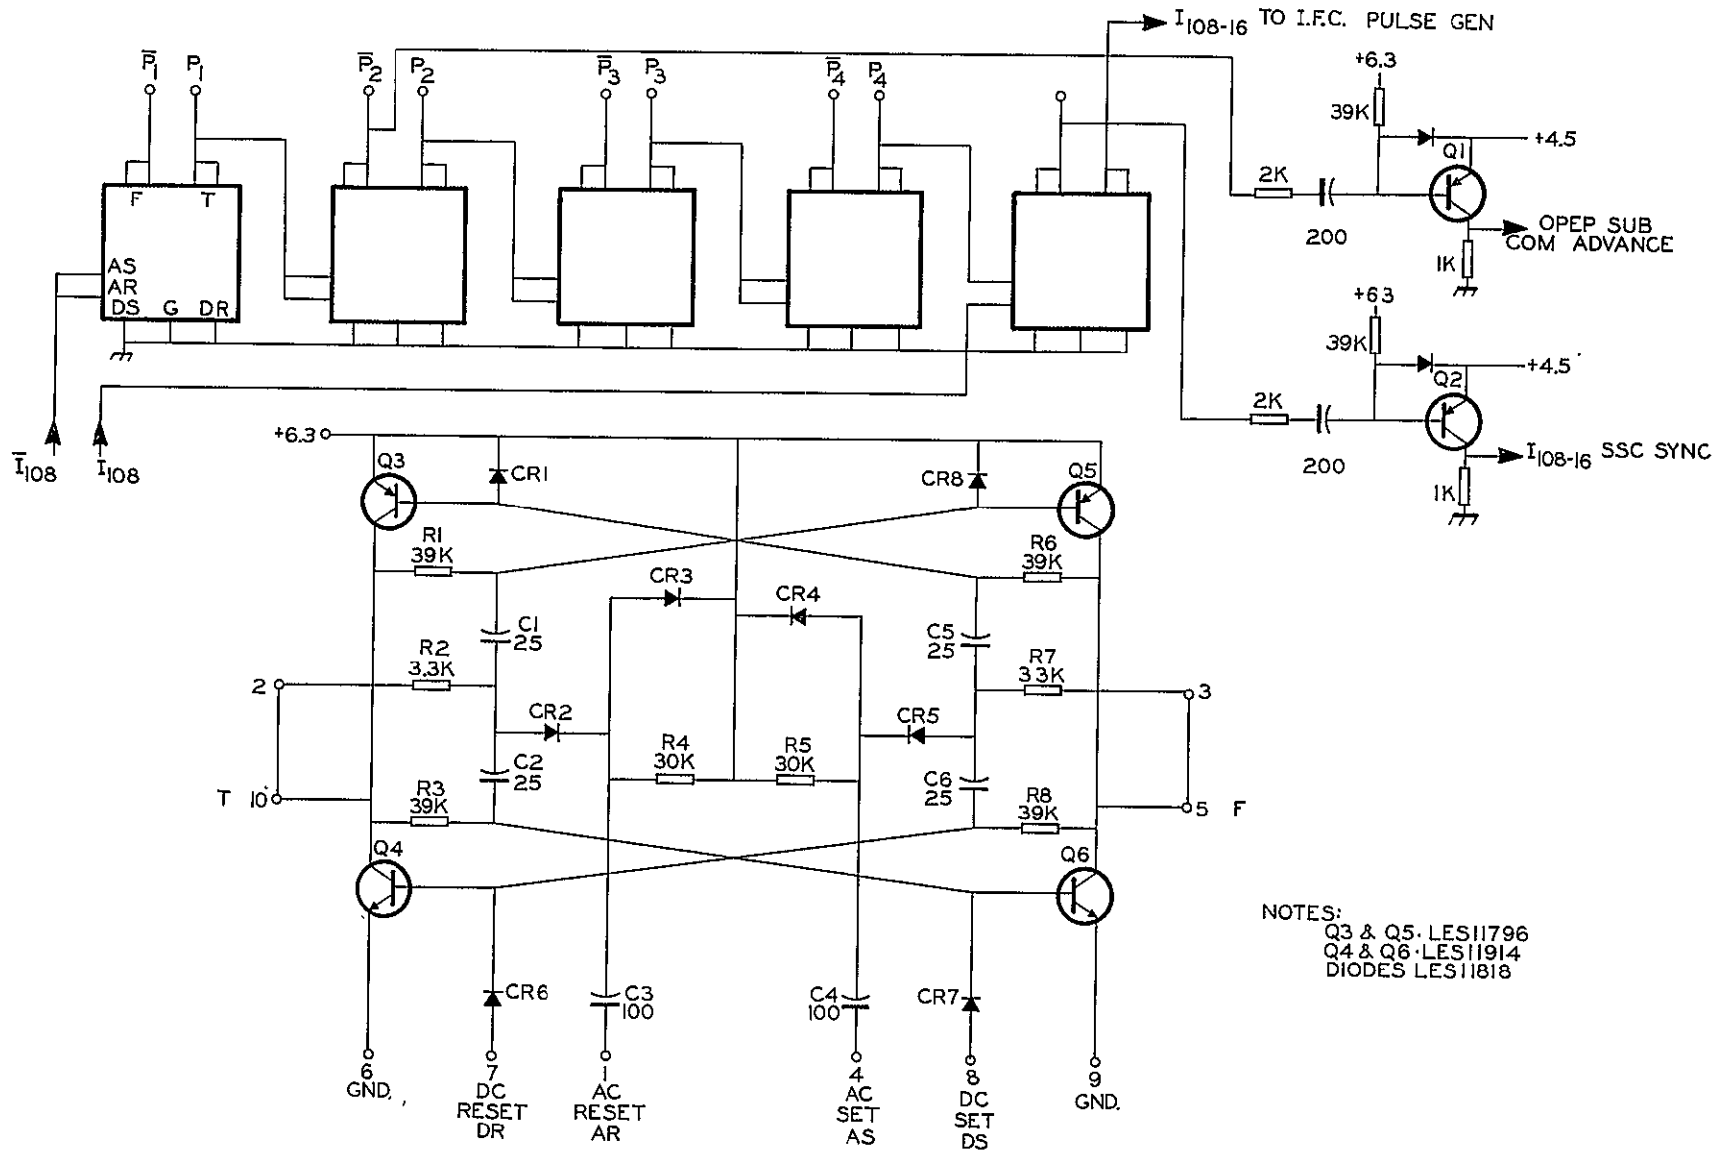 I108-16 TO I.F.C. PULSE GEN
P̅1 P1 P̅2 P2 P̅3 P3 P̅4 P4
+6.3
39K
+4.5
Q1
2K
200
OPEP SUB
COM ADVANCE
1K
F T
AS
AR
DS G DR
+6.3
39K
+4.5
Q2
2K
200
I108-16 SSC SYNC
1K
I̅108 I108
+6.3
Q3
CR1
CR8
Q5
R1
39K
R6
39K
CR3
CR4
C1
25
C5
25
R2
3.3K
R7
3.3K
2
3
CR2
CR5
R4
30K
R5
30K
C2
25
C6
25
R3
39K
R8
39K
T 10
5 F
Q4
Q6
CR6
C3
100
C4
100
CR7
NOTES:
Q3 & Q5 · LES11796
Q4 & Q6 · LES11914
DIODES LES11818
6
GND.
7
DC
RESET
DR
1
AC
RESET
AR
4
AC
SET
AS
8
DC
SET
DS
9
GND.